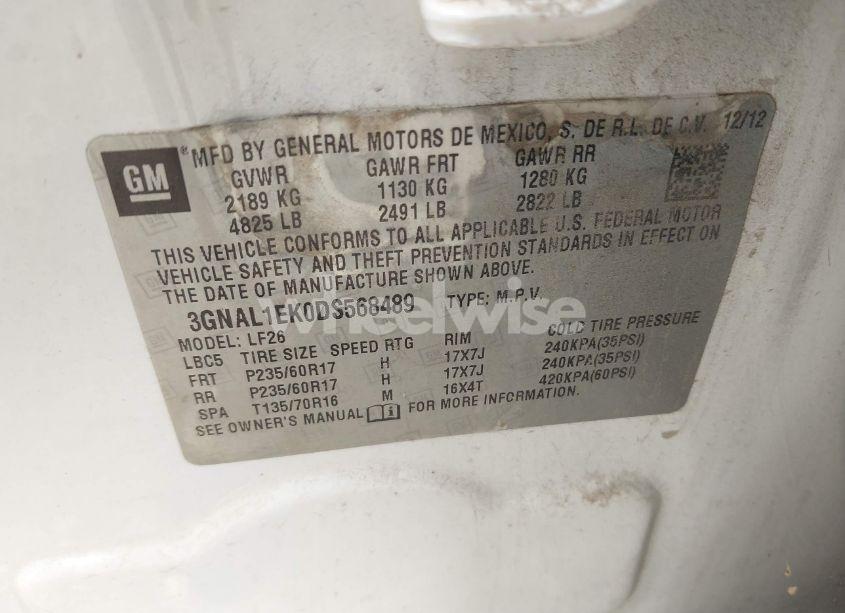 GM ®MFD BY GENERAL MOTORS DE MEXICO, S. DE R.L. DE C.V. 12/12
GVWR GAWR FRT GAWR RR
2189 KG 1130 KG 1280 KG
4825 LB 2491 LB 2822 LB
THIS VEHICLE CONFORMS TO ALL APPLICABLE U.S. FEDERAL MOTOR
VEHICLE SAFETY AND THEFT PREVENTION STANDARDS IN EFFECT ON
THE DATE OF MANUFACTURE SHOWN ABOVE.
3GNAL1EK0DS568489 TYPE: M.P.V.
MODEL: LF26
LBC5 TIRE SIZE SPEED RTG RIM COLD TIRE PRESSURE
FRT P235/60R17 H 17X7J 240KPA(35PSI)
RR P235/60R17 H 17X7J 240KPA(35PSI)
SPA T135/70R16 M 16X4T 420KPA(60PSI)
SEE OWNER'S MANUAL i FOR MORE INFORMATION.
wheelwise